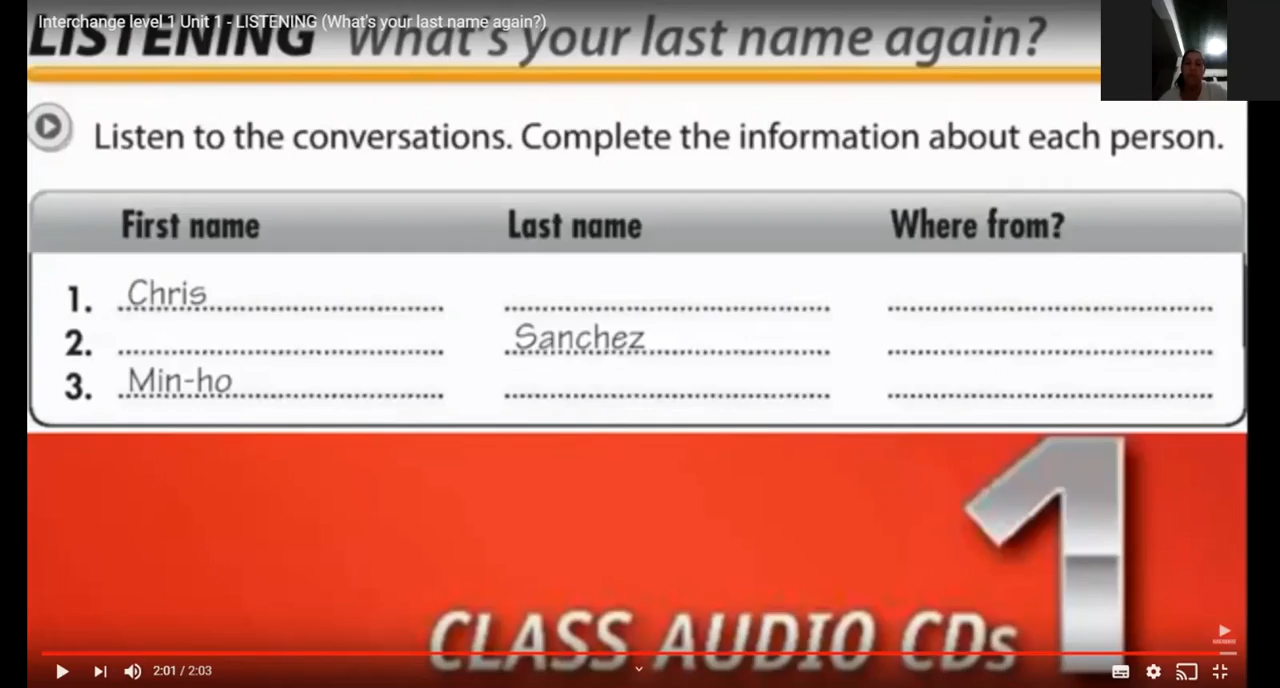 Interchange level 1 Unit 1 - LISTENING (What's your last name again?)
LISTENING What's your last name again?
Listen to the conversations. Complete the information about each person.
First name Last name Where from?
1. Chris
2. Sanchez
3. Min-ho
1
CLASS AUDIO CDs
2:01 / 2:03